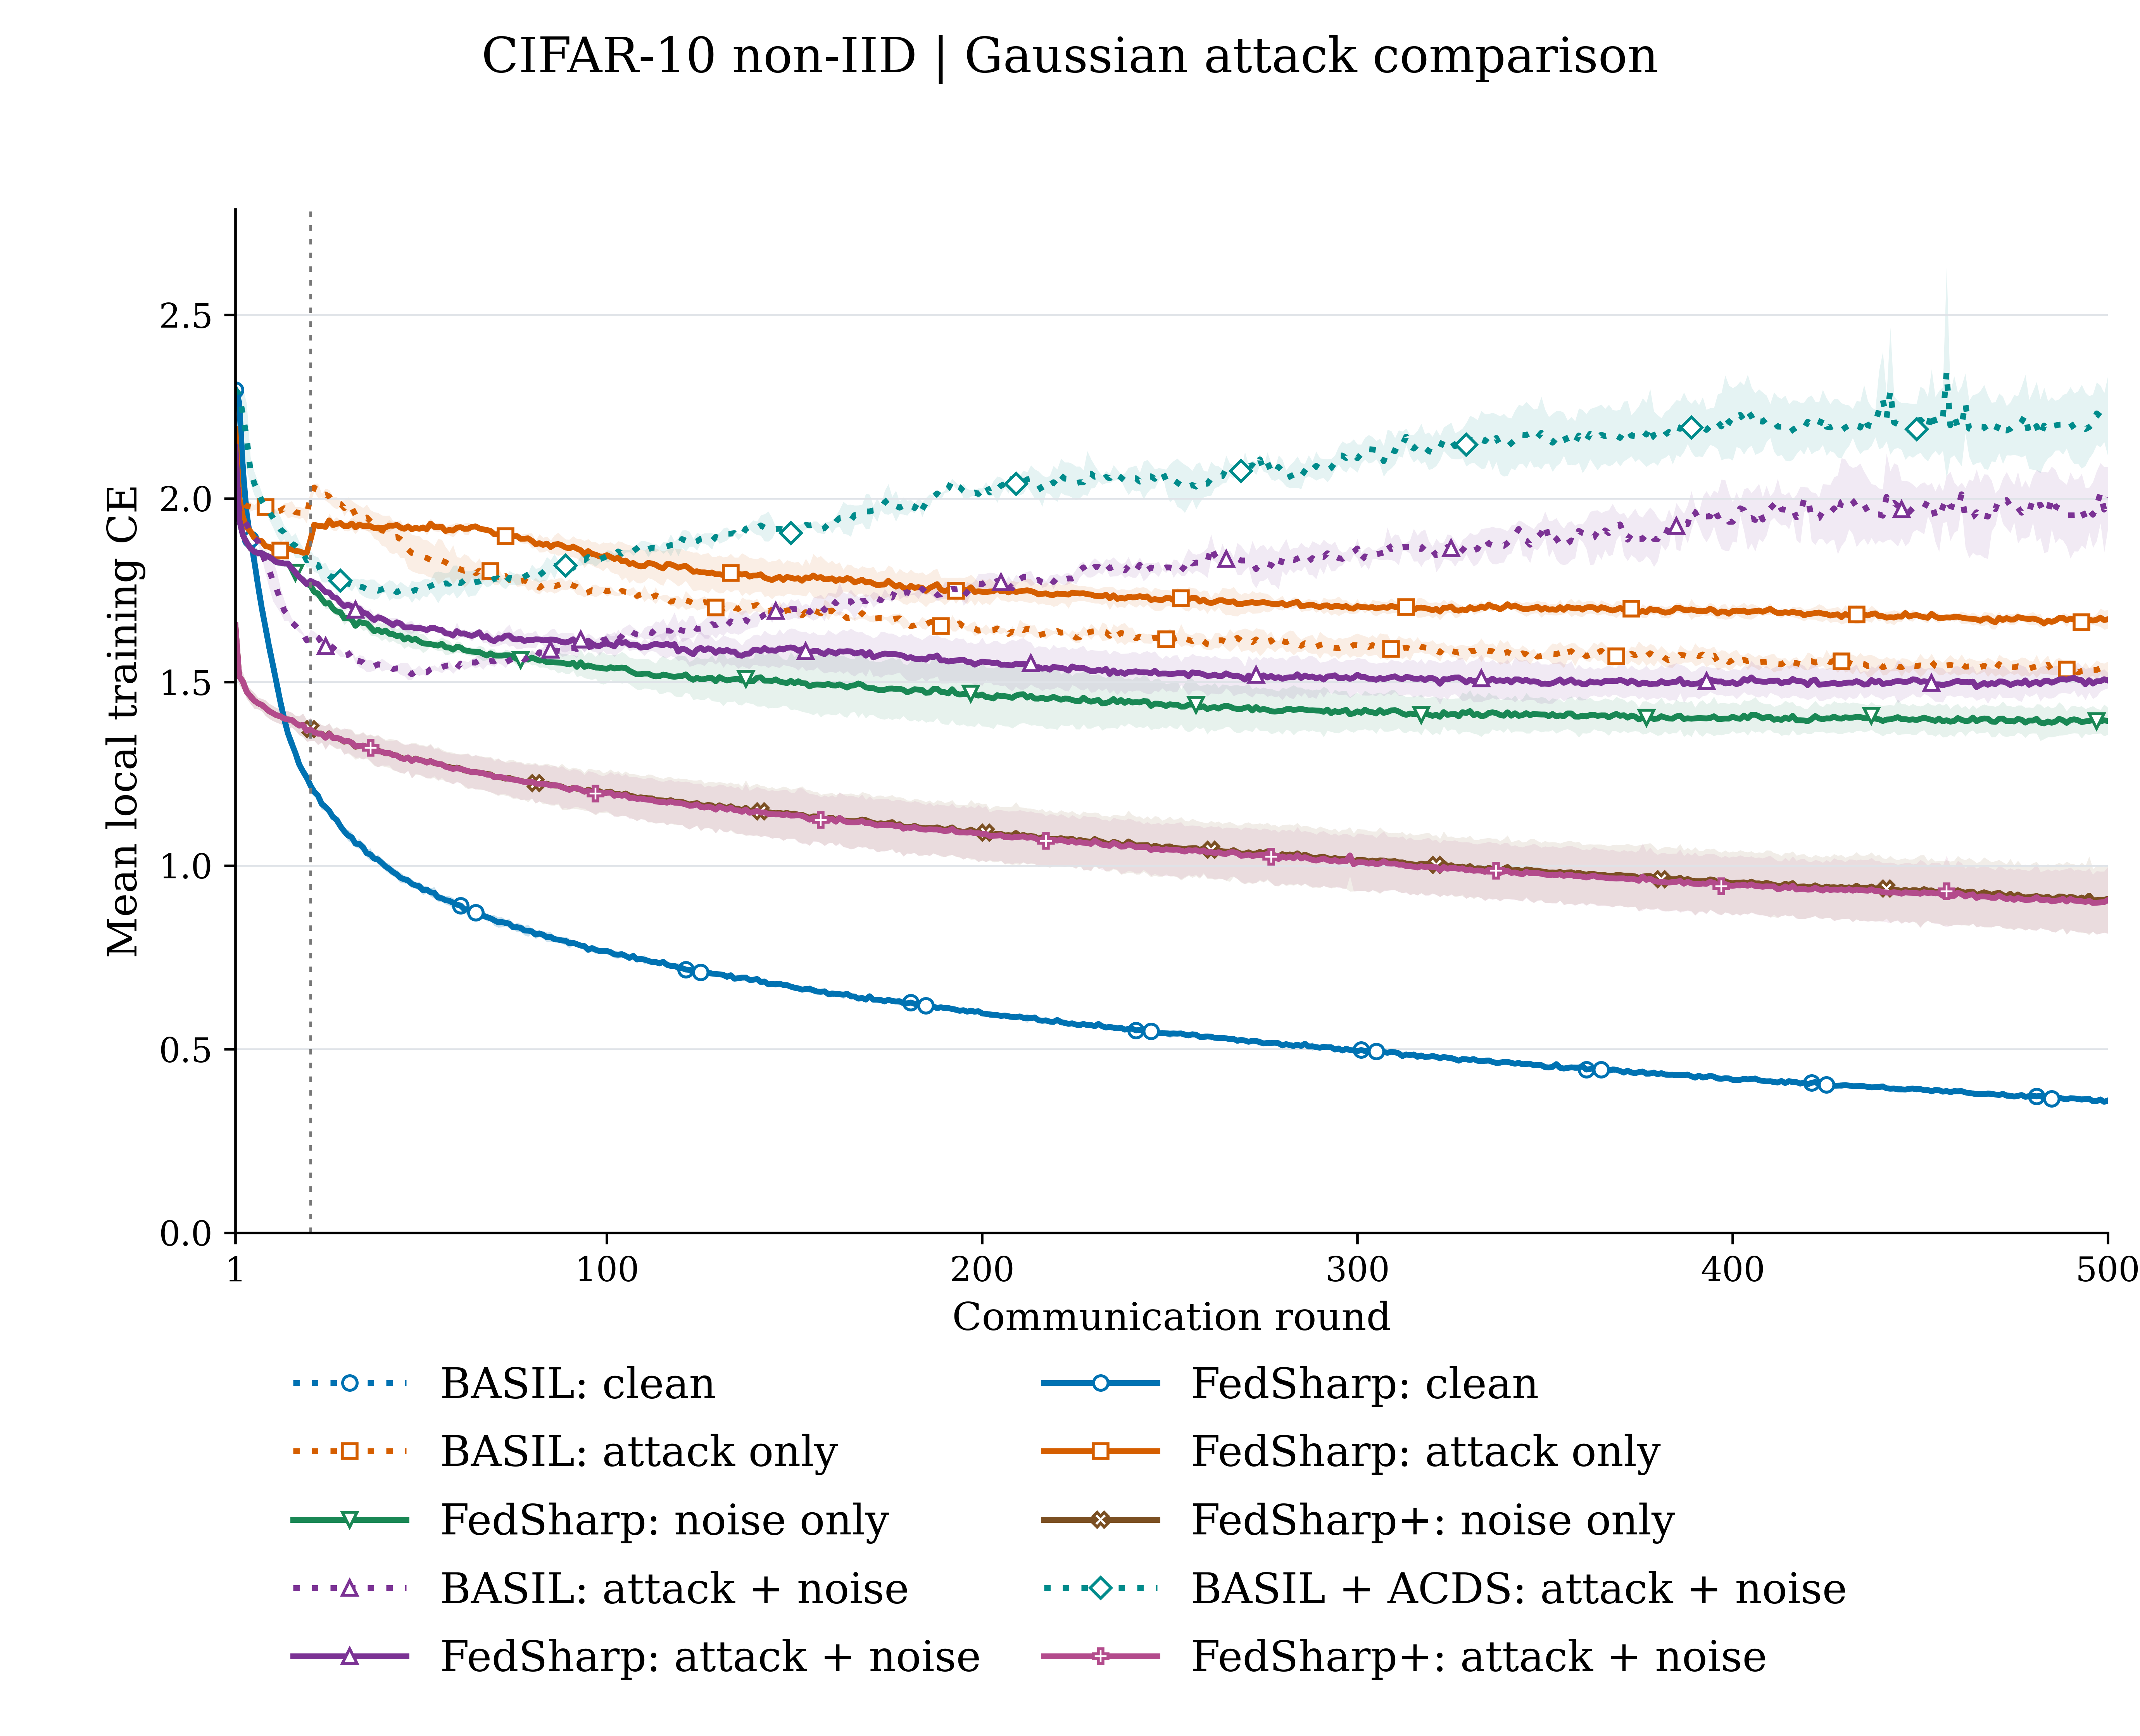 CIFAR-10 non-IID | Gaussian attack comparison
Mean local training CE
2.5
2.0
1.5
1.0
0.5
0.0
1 100 200 300 400 500
Communication round
BASIL: clean
FedSharp: clean
BASIL: attack only
FedSharp: attack only
FedSharp: noise only
FedSharp+: noise only
BASIL: attack + noise
BASIL + ACDS: attack + noise
FedSharp: attack + noise
FedSharp+: attack + noise